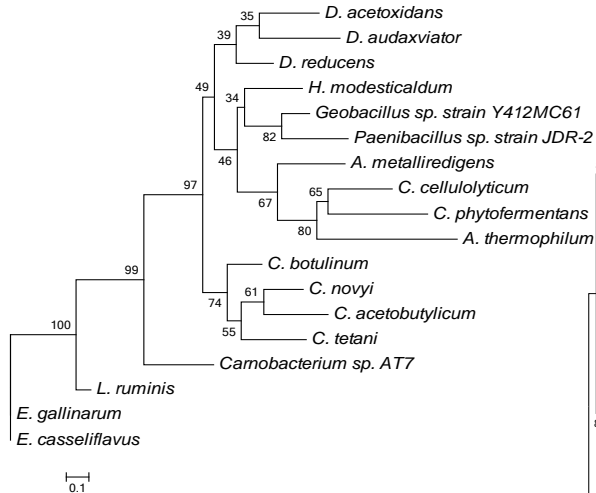 35
D. acetoxidans
39
D. audaxviator
D. reducens
49
34
H. modesticaldum
Geobacillus sp. strain Y412MC61
82
Paenibacillus sp. strain JDR-2
46
A. metalliredigens
97
65
C. cellulolyticum
67
C. phytofermentans
80
A. thermophilum
C. botulinum
99
61
C. novyi
74
C. acetobutylicum
55
C. tetani
100
Carnobacterium sp. AT7
L. ruminis
E. gallinarum
E. casseliflavus
0.1